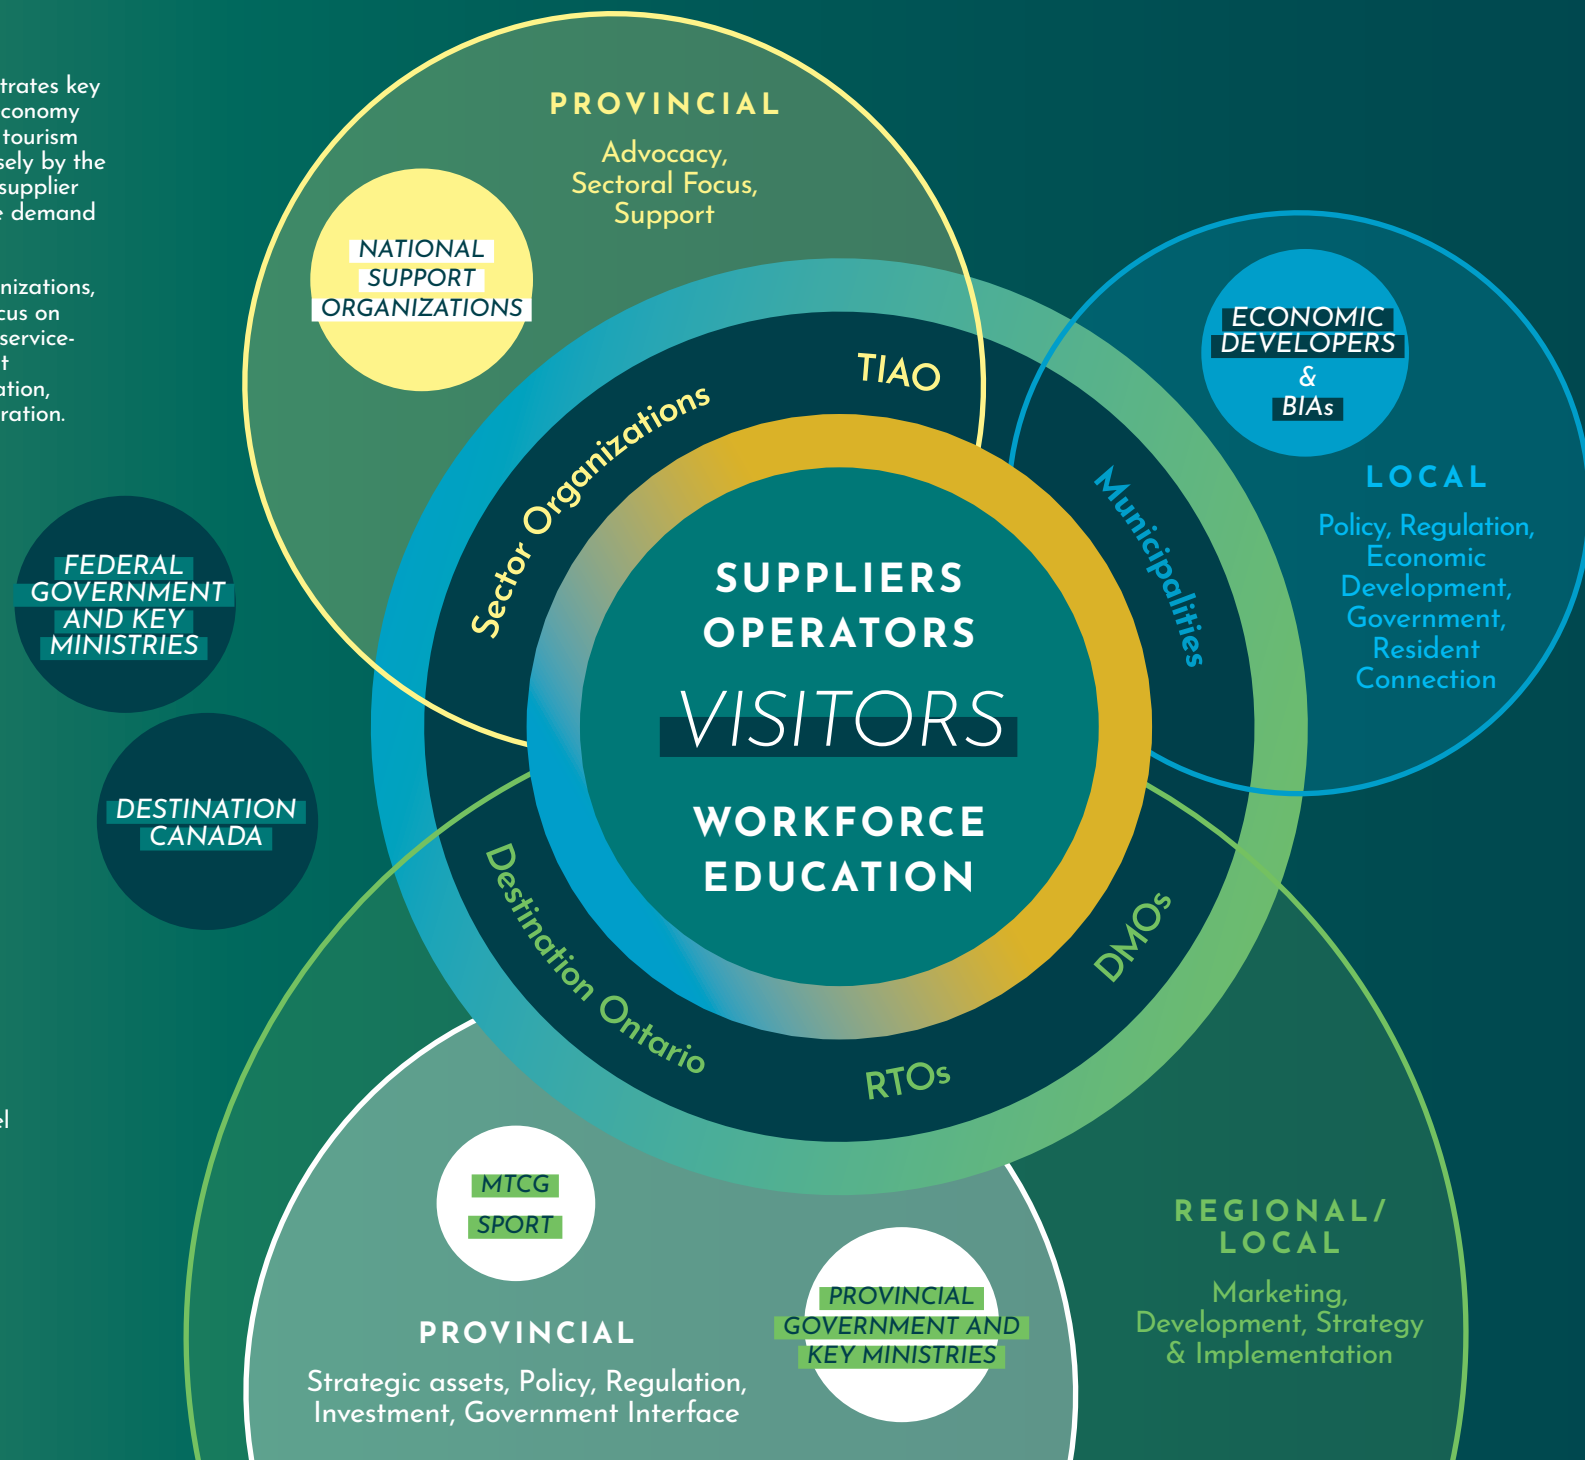 trates key
conomy
tourism
sely by the
supplier
e demand
nizations,
cus on
service-
t
ation,
ration.
PROVINCIAL
Advocacy,
Sectoral Focus,
Support
NATIONAL
SUPPORT
ORGANIZATIONS
ECONOMIC
DEVELOPERS
&
BIAs
LOCAL
Policy, Regulation,
Economic
Development,
Government,
Resident
Connection
TIAO
Sector Organizations
Municipalities
FEDERAL
GOVERNMENT
AND KEY
MINISTRIES
DESTINATION
CANADA
SUPPLIERS
OPERATORS
VISITORS
WORKFORCE
EDUCATION
Destination Ontario
RTOs
DMOs
el
MTCG
SPORT
PROVINCIAL
Strategic assets, Policy, Regulation,
Investment, Government Interface
PROVINCIAL
GOVERNMENT AND
KEY MINISTRIES
REGIONAL/
LOCAL
Marketing,
Development, Strategy
& Implementation